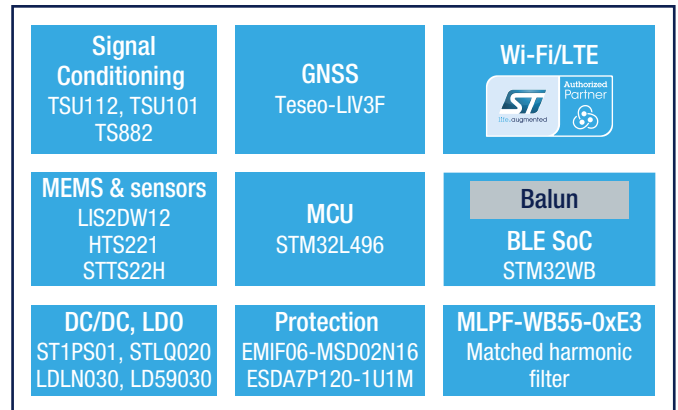 Signal
Conditioning
TSU112, TSU101
TS882
GNSS
Teseo-LIV3F
Wi-Fi/LTE
ST
life.augmented
Authorized
Partner
MEMS & sensors
LIS2DW12
HTS221
STTS22H
MCU
STM32L496
Balun
BLE SoC
STM32WB
DC/DC, LDO
ST1PS01, STLQ020
LDLN030, LD59030
Protection
EMIF06-MSD02N16
ESDA7P120-1U1M
MLPF-WB55-0xE3
Matched harmonic
filter